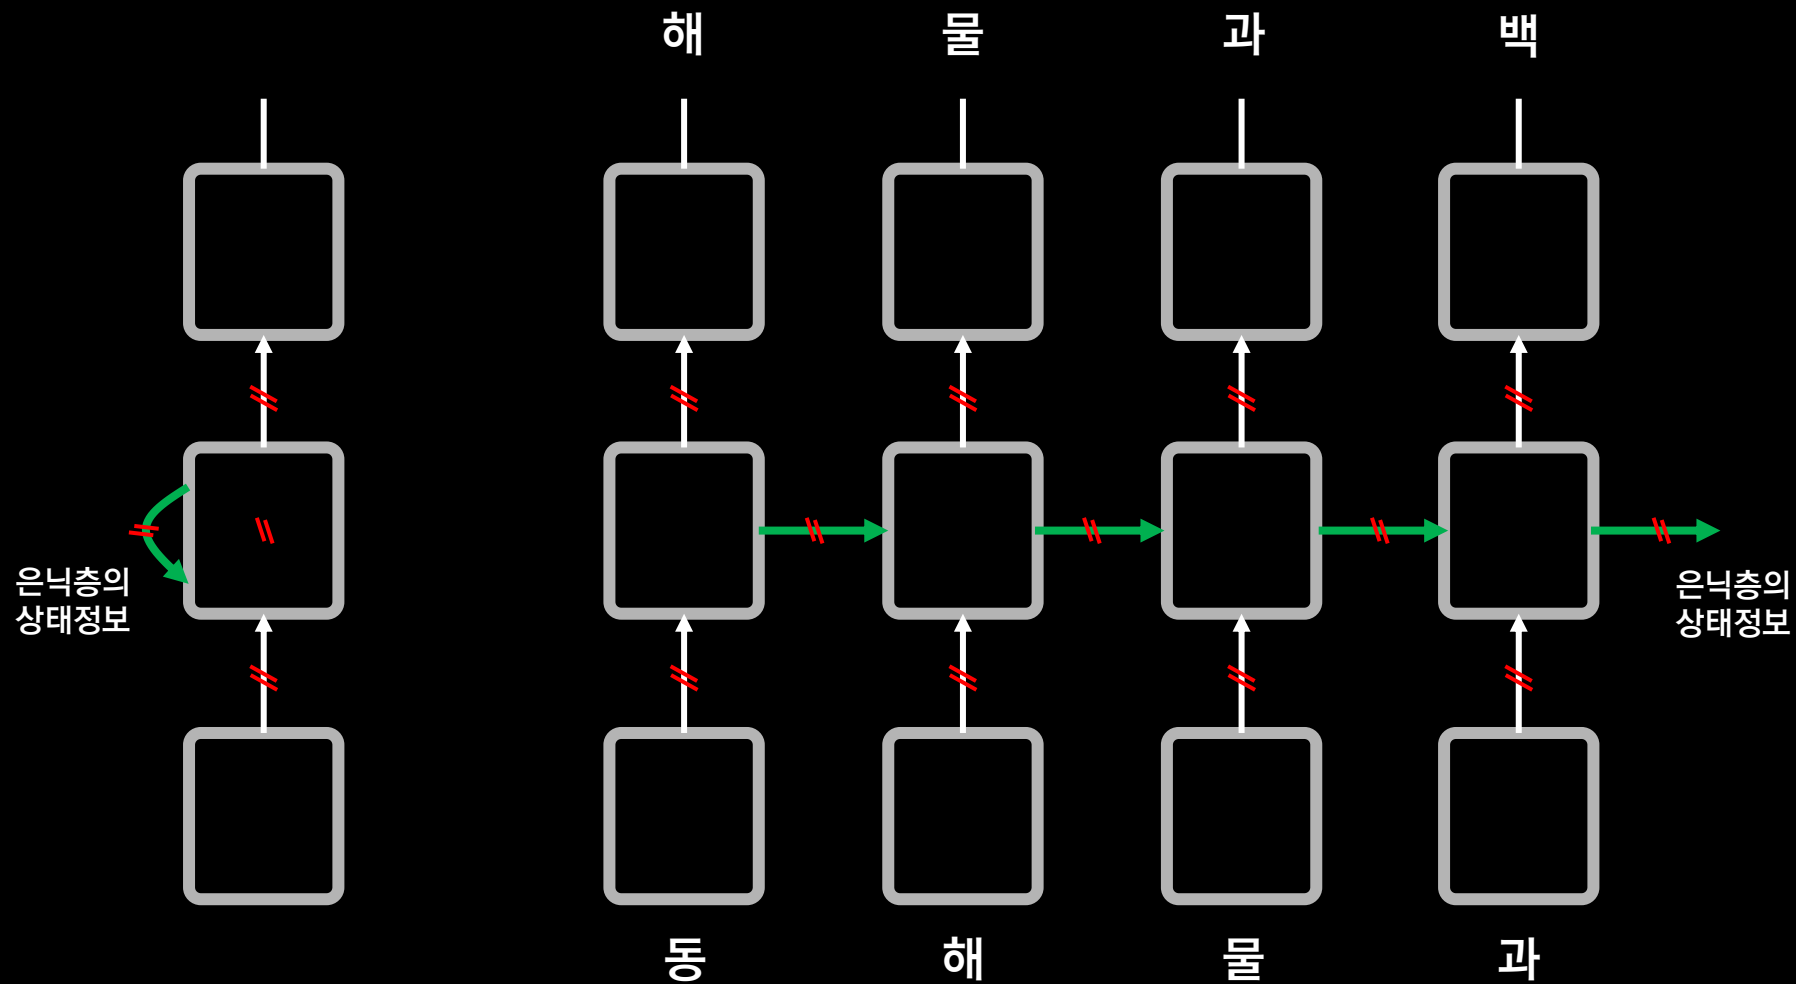 해 물 과 백
은닉층의
상태정보
은닉층의
상태정보
동 해 물 과